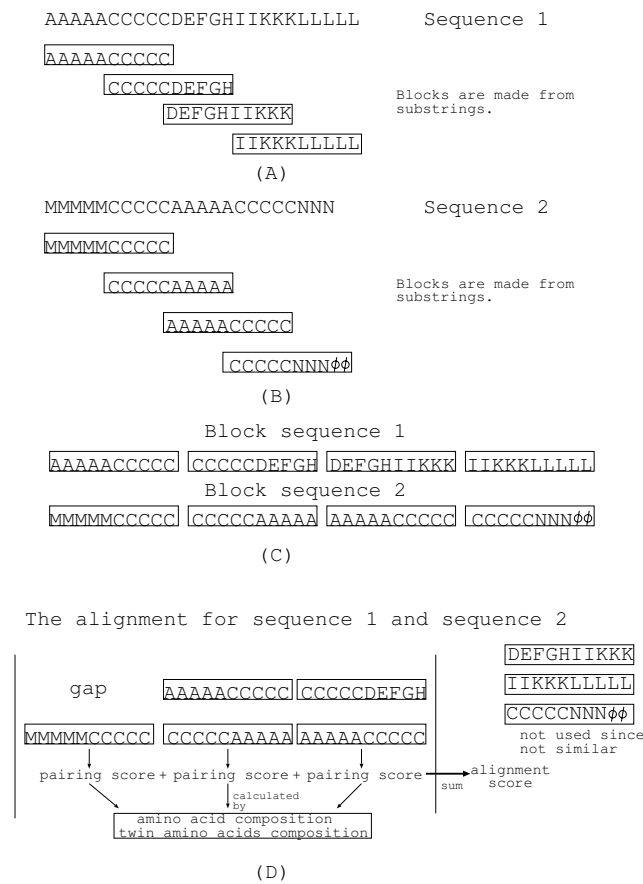 AAAAACCCCCDEFGHIIKKKLLLLL Sequence 1
AAAAACCCCC
CCCCCDEFGH
Blocks are made from
substrings.
DEFGHIIKKK
IIKKKLLLLL
(A)
MMMMMCCCCCAAAAACCCCCNNN Sequence 2
MMMMMCCCCC
CCCCCAAAAA
Blocks are made from
substrings.
AAAAACCCCC
CCCCCNNNϕϕ
(B)
Block sequence 1
AAAAACCCCC CCCCCDEFGH DEFGHIIKKK IIKKKLLLLL
Block sequence 2
MMMMMCCCCC CCCCCAAAAA AAAAACCCCC CCCCCNNNϕϕ
(C)
The alignment for sequence 1 and sequence 2
gap AAAAACCCCC CCCCCDEFGH
MMMMMCCCCC CCCCCAAAAA AAAAACCCCC
DEFGHIIKKK
IIKKKLLLLL
CCCCCNNNϕϕ
not used since
not similar
pairing score + pairing score + pairing score
sum
alignment
score
calculated
by
amino acid composition
twin amino acids composition
(D)